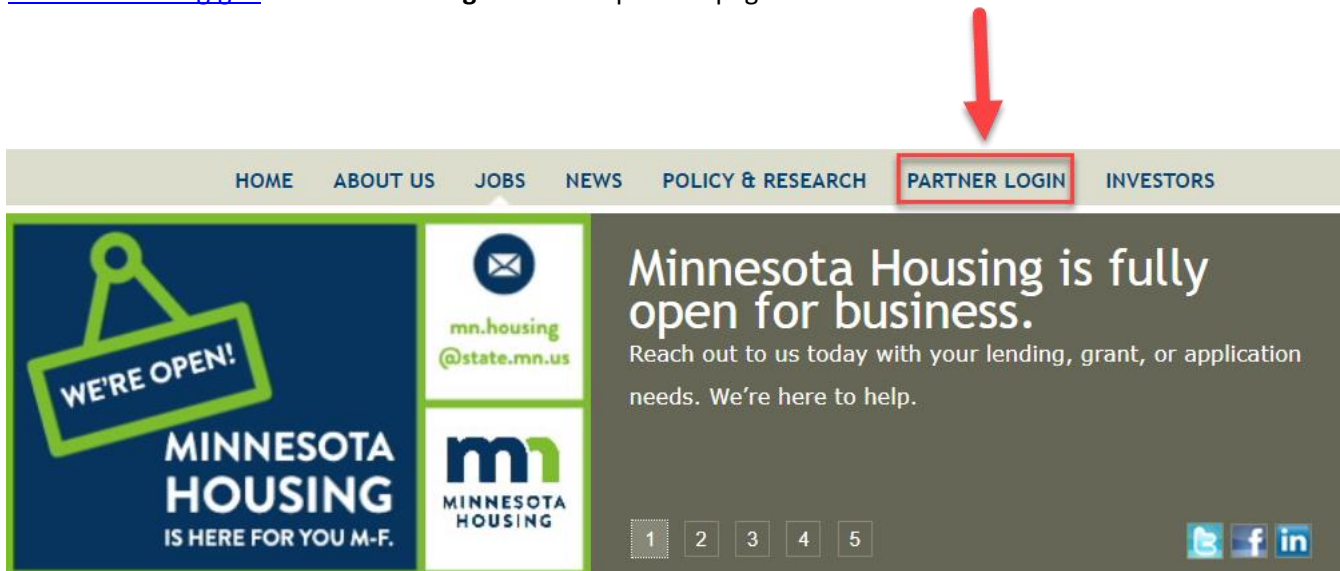 HOME ABOUT US JOBS NEWS POLICY & RESEARCH PARTNER LOGIN INVESTORS
WE'RE OPEN!
MINNESOTA
HOUSING
IS HERE FOR YOU M-F.
mn.housing
@state.mn.us
mn
MINNESOTA
HOUSING
Minnesota Housing is fully
open for business.
Reach out to us today with your lending, grant, or application
needs. We’re here to help.
1 2 3 4 5
f in